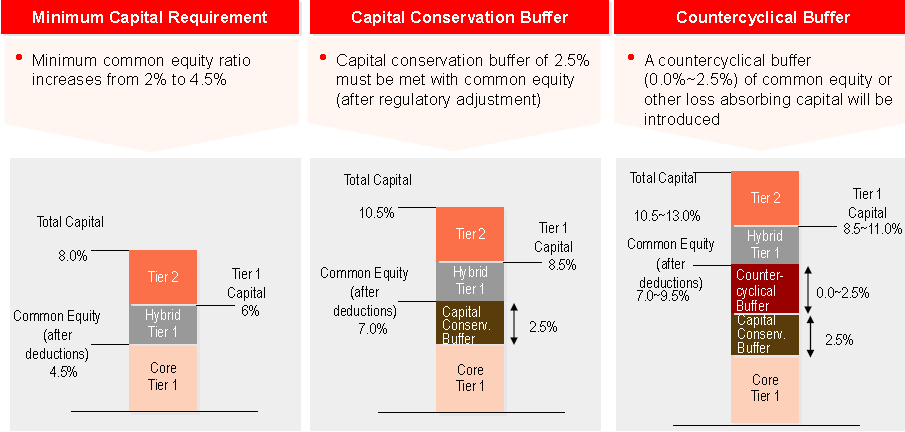 Minimum Capital Requirement
• Minimum common equity ratio
increases from 2% to 4.5%
Total Capital
8.0%
Tier 2
Tier 1
Capital
6%
Hybrid
Tier 1
Common Equity
(after
deductions)
4.5%
Core
Tier 1
Capital Conservation Buffer
• Capital conservation buffer of 2.5%
must be met with common equity
(after regulatory adjustment)
Total Capital
10.5%
Tier 2
Tier 1
Capital
8.5%
Hybrid
Tier 1
Common Equity
(after
deductions)
7.0%
Capital
Conserv.
Buffer
2.5%
Core
Tier 1
Countercyclical Buffer
• A countercyclical buffer
(0.0%~2.5%) of common equity or
other loss absorbing capital will be
introduced
Total Capital
10.5~13.0%
Tier 2
Tier 1
Capital
8.5~11.0%
Hybrid
Tier 1
Common Equity
(after
deductions)
7.0~9.5%
Counter-
cyclical
Buffer
0.0~2.5%
Capital
Conserv.
Buffer
2.5%
Core
Tier 1